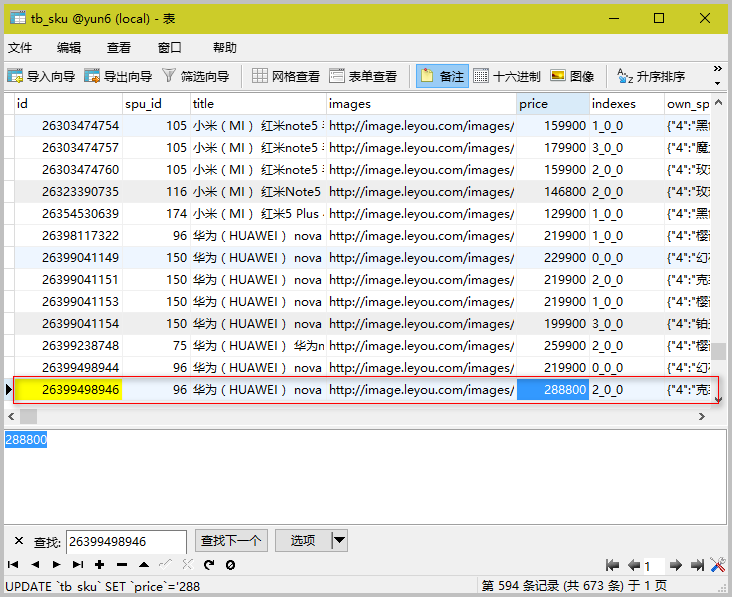 tb_sku @yun6 (local) - 表
文件 编辑 查看 窗口 帮助
导入向导 导出向导 筛选向导 网格查看 表单查看 备注 十六进制 图像 升序排序 »
id spu_id title images price indexes own_sp
26303474754 105 小米（MI） 红米note5 http://image.leyou.com/images/ 159900 1_0_0 {"4":"黑
26303474757 105 小米（MI） 红米note5 http://image.leyou.com/images/ 179900 3_0_0 {"4":"魔
26303474760 105 小米（MI） 红米note5 http://image.leyou.com/images/ 159900 2_0_0 {"4":"玫
26323390735 116 小米（MI） 红米Note5 http://image.leyou.com/images/ 146800 2_0_0 {"4":"玫
26354530639 174 小米（MI） 红米5 Plus http://image.leyou.com/images/ 129900 1_0_0 {"4":"黑
26398117322 96 华为（HUAWEI） nova http://image.leyou.com/images/ 219900 1_0_0 {"4":"樱
26399041149 150 华为（HUAWEI） nova http://image.leyou.com/images/ 229900 0_0_0 {"4":"幻
26399041151 150 华为（HUAWEI） nova http://image.leyou.com/images/ 219900 2_0_0 {"4":"克
26399041153 150 华为（HUAWEI） nova http://image.leyou.com/images/ 219900 1_0_0 {"4":"樱
26399041154 150 华为（HUAWEI） nova http://image.leyou.com/images/ 199900 3_0_0 {"4":"铂
26399238748 75 华为（HUAWEI） 华为n http://image.leyou.com/images/ 259900 2_0_0 {"4":"樱
26399498944 96 华为（HUAWEI） nova http://image.leyou.com/images/ 219900 0_0_0 {"4":"幻
26399498946 96 华为（HUAWEI） nova http://image.leyou.com/images/ 288800 2_0_0 {"4":"克
288800
查找: 26399498946 查找下一个 选项
1
UPDATE `tb_sku` SET `price`='288 第 594 条记录 (共 673 条) 于 1 页